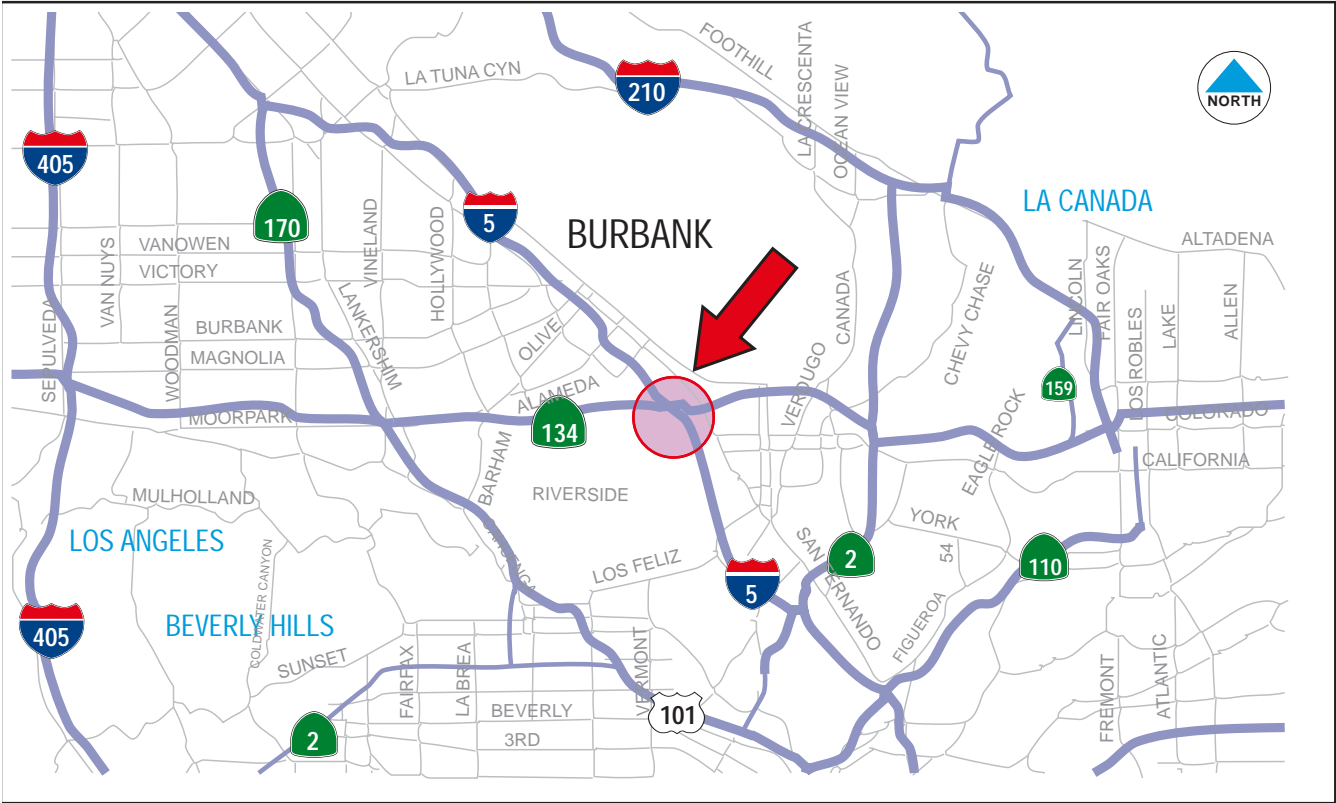 FOOTHILL
LA CRESCENTA
OCEAN VIEW
LA TUNA CYN
210
NORTH
405
170
5
BURBANK
LA CANADA
ALTADENA
VAN NUYS
VANOWEN
VICTORY
VINELAND
HOLLYWOOD
CANADA
CHEVY CHASE
LINCOLN
FAIR OAKS
LOS ROBLES
LAKE
ALLEN
SEPULVEDA
WOODMAN
BURBANK
MAGNOLIA
LANKERSHIM
OLIVE
ALAMEDA
MOORPARK
134
VERDUGO
EAGLE ROCK
159
COLORADO
CALIFORNIA
MULHOLLAND
BARHAM
RIVERSIDE
LOS ANGELES
COLDWATER CANYON
CAHUENGA
LOS FELIZ
5
SAN FERNANDO
2
YORK
54
110
405
BEVERLY HILLS
SUNSET
FIGUEROA
FAIRFAX
LA BREA
VERMONT
BEVERLY
3RD
101
2
FREMONT
ATLANTIC